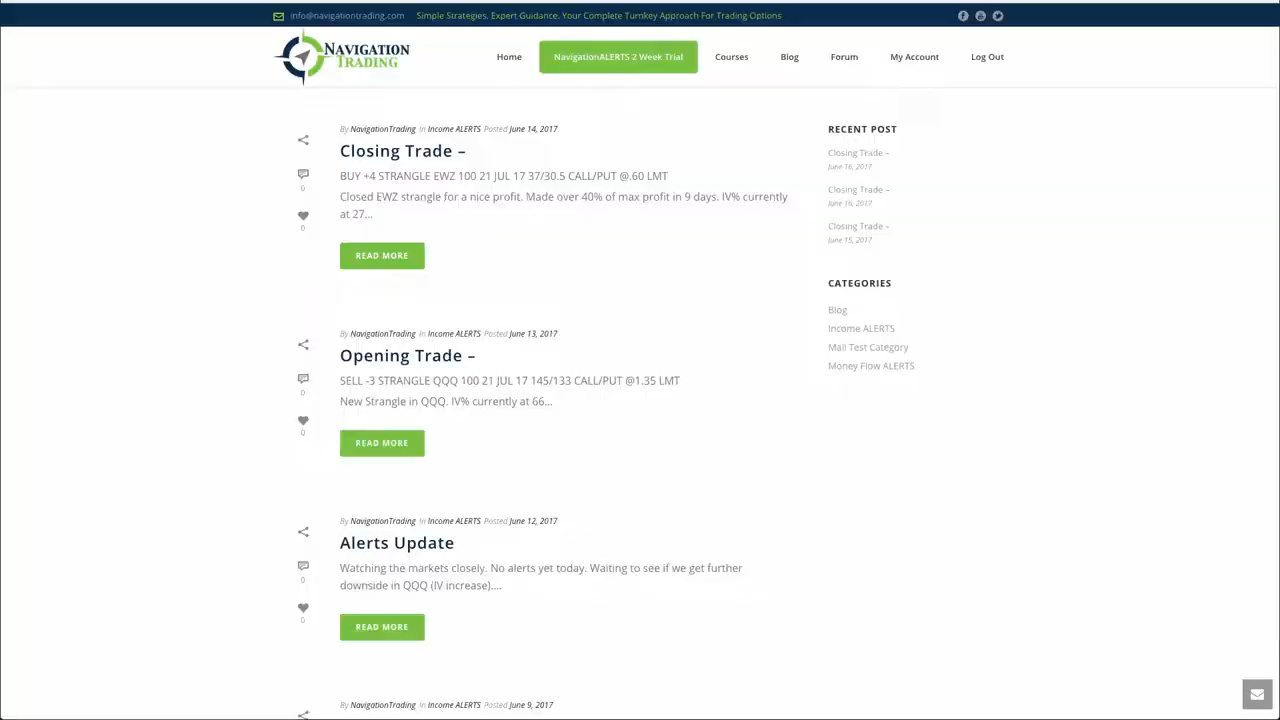 info@navigationtrading.com Simple Strategies. Expert Guidance. Your Complete Turnkey Approach For Trading Options
NAVIGATION
TRADING
Home NavigationALERTS 2 Week Trial Courses Blog Forum My Account Log Out
By NavigationTrading In Income ALERTS Posted June 14, 2017
Closing Trade –
0
BUY +4 STRANGLE EWZ 100 21 JUL 17 37/30.5 CALL/PUT @.60 LMT
Closed EWZ strangle for a nice profit. Made over 40% of max profit in 9 days. IV% currently
at 27...
0
READ MORE
By NavigationTrading In Income ALERTS Posted June 13, 2017
Opening Trade –
SELL -3 STRANGLE QQQ 100 21 JUL 17 145/133 CALL/PUT @1.35 LMT
0
New Strangle in QQQ. IV% currently at 66...
0
READ MORE
By NavigationTrading In Income ALERTS Posted June 12, 2017
Alerts Update
Watching the markets closely. No alerts yet today. Waiting to see if we get further
0
downside in QQQ (IV increase)....
0
READ MORE
By NavigationTrading In Income ALERTS Posted June 9, 2017
RECENT POST
Closing Trade –
June 16, 2017
Closing Trade –
June 16, 2017
Closing Trade –
June 15, 2017
CATEGORIES
Blog
Income ALERTS
Mail Test Category
Money Flow ALERTS